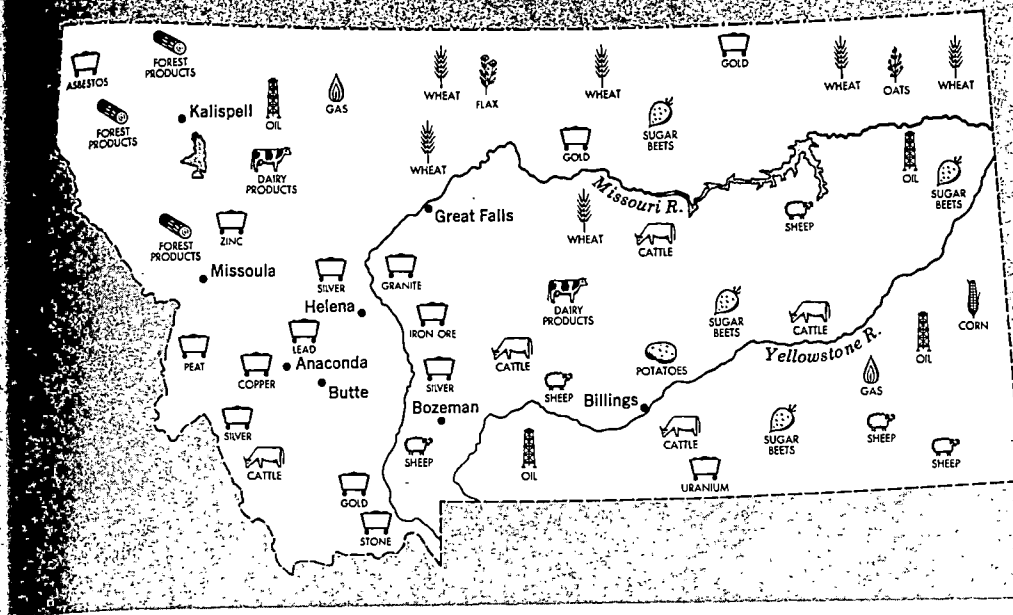 ASBESTOS
FOREST
PRODUCTS
FOREST
PRODUCTS
Kalispell
OIL
GAS
WHEAT
FLAX
WHEAT
GOLD
WHEAT
OATS
WHEAT
DAIRY
PRODUCTS
WHEAT
GOLD
SUGAR
BEETS
OIL
SUGAR
BEETS
Missouri R.
FOREST
PRODUCTS
ZINC
Great Falls
WHEAT
CATTLE
SHEEP
Missoula
SILVER
GRANITE
Helena
IRON ORE
DAIRY
PRODUCTS
SUGAR
BEETS
CATTLE
CORN
PEAT
LEAD
COPPER
Anaconda
Butte
SILVER
CATTLE
POTATOES
Yellowstone R.
OIL
GAS
SILVER
CATTLE
Bozeman
SHEEP
SHEEP
Billings
CATTLE
SUGAR
BEETS
SHEEP
SHEEP
OIL
URANIUM
GOLD
STONE